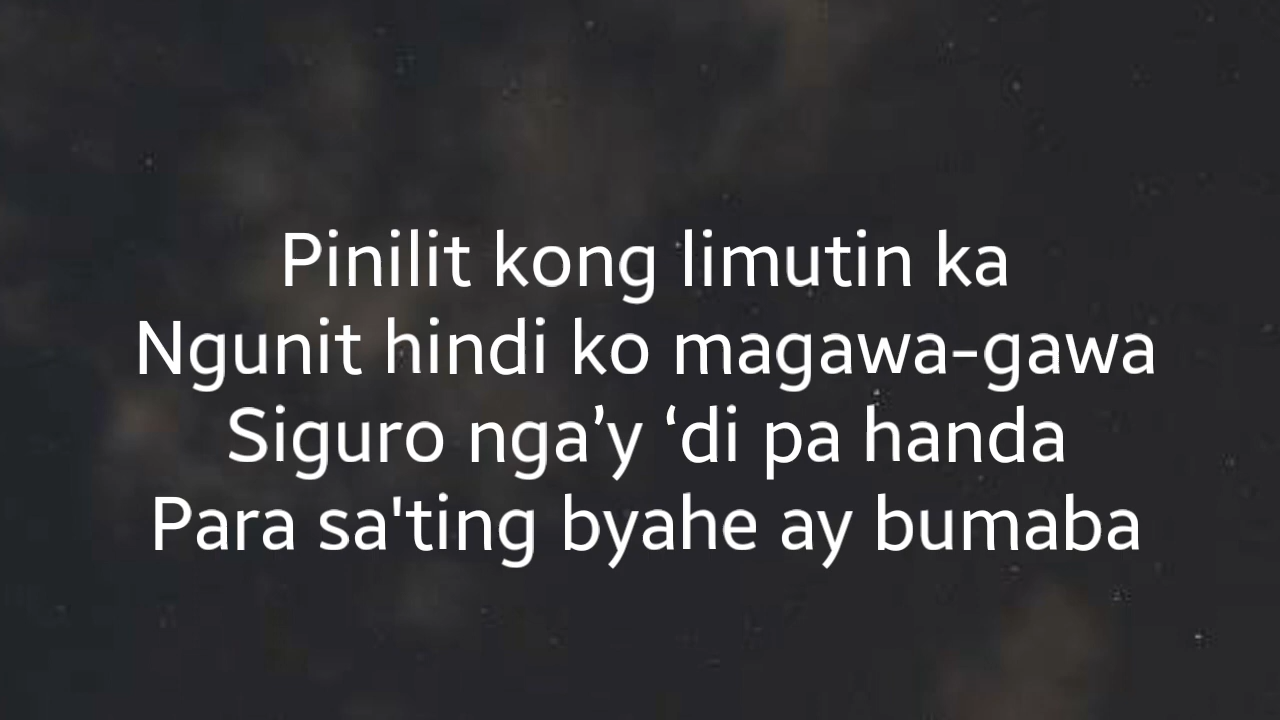 Pinilit kong limutin ka
Ngunit hindi ko magawa-gawa
Siguro nga’y ‘di pa handa
Para sa'ting byahe ay bumaba